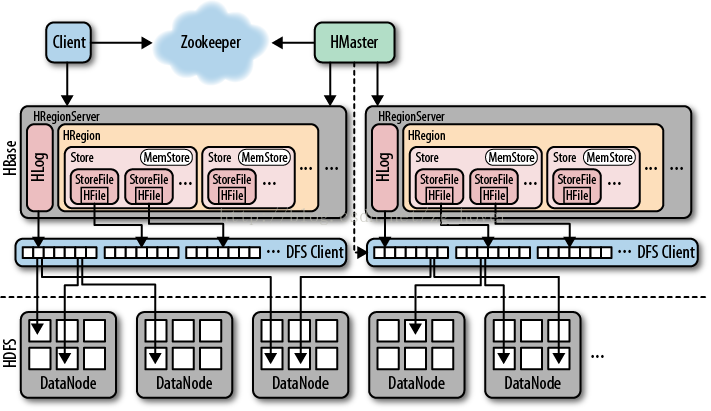 Client
Zookeeper
HMaster
HBase
HRegionServer
HLog
HRegion
Store
MemStore
StoreFile
HFile
StoreFile
HFile
...
Store
MemStore
StoreFile
HFile
...
...
...
HRegionServer
HLog
HRegion
Store
MemStore
StoreFile
HFile
StoreFile
HFile
...
Store
MemStore
StoreFile
HFile
...
...
... DFS Client
... DFS Client
HDFS
DataNode
DataNode
DataNode
DataNode
DataNode
...